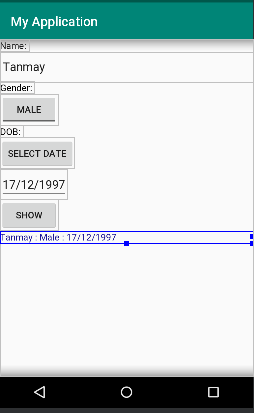 My Application
Name:
Tanmay
Gender:
MALE
DOB:
SELECT DATE
17/12/1997
SHOW
Tanmay : Male : 17/12/1997